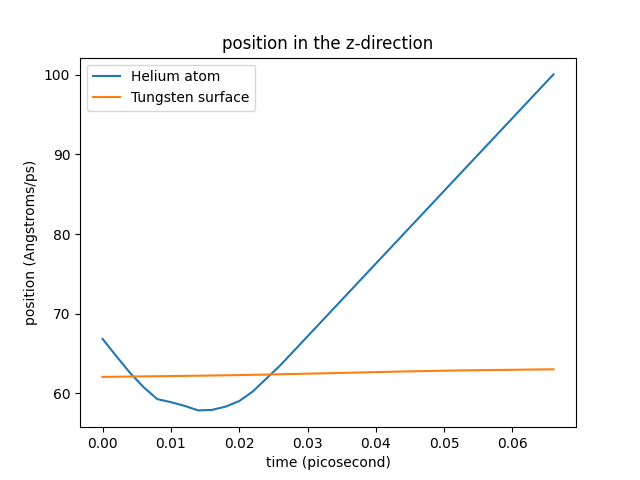 position in the z-direction
Helium atom
Tungsten surface
position (Angstroms/ps)
100
90
80
70
60
0.00 0.01 0.02 0.03 0.04 0.05 0.06
time (picosecond)